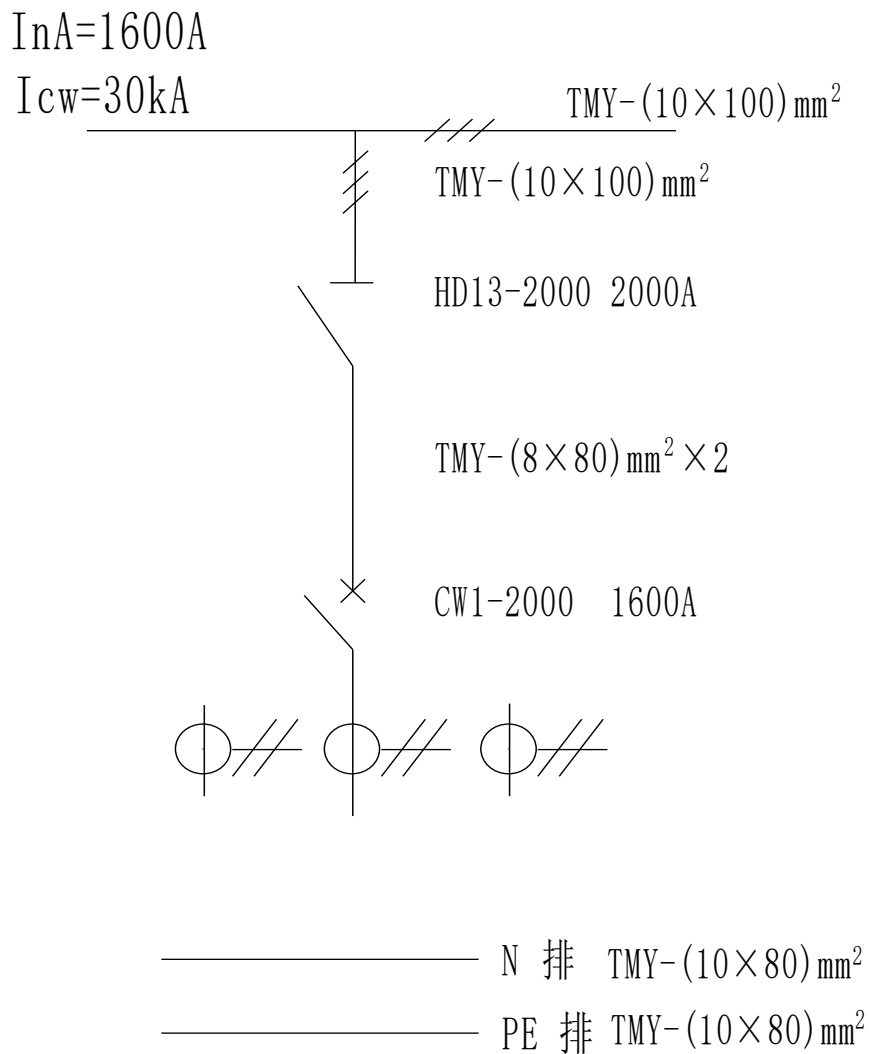 InA=1600A
Icw=30kA
TMY-(10×100)mm²
TMY-(10×100)mm²
HD13-2000 2000A
TMY-(8×80)mm²×2
CW1-2000 1600A
N 排 TMY-(10×80)mm²
PE 排 TMY-(10×80)mm²